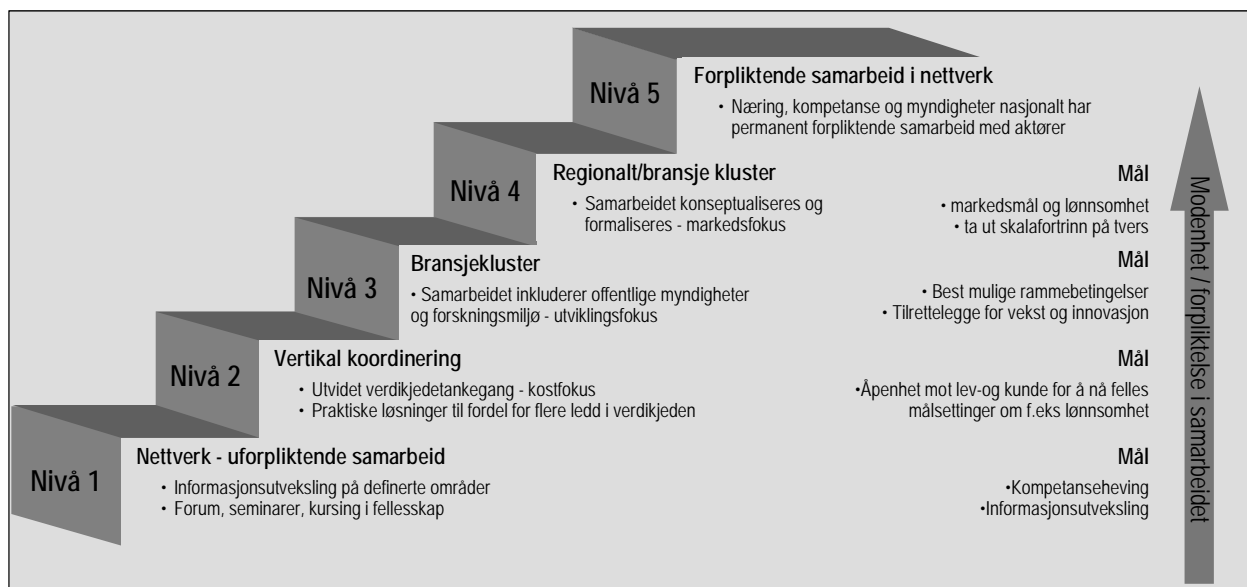 Nivå 5
Forpliktende samarbeid i nettverk
• Næring, kompetanse og myndigheter nasjonalt har
permanent forpliktende samarbeid med aktører
Nivå 4
Regionalt/bransje kluster
• Samarbeidet konseptualiseres og
formaliseres - markedsfokus
Mål
• markedsmål og lønnsomhet
• ta ut skalafortrinn på tvers
Nivå 3
Bransjekluster
• Samarbeidet inkluderer offentlige myndigheter
og forskningsmiljø - utviklingsfokus
Mål
• Best mulige rammebetingelser
• Tilrettelegge for vekst og innovasjon
Nivå 2
Vertikal koordinering
• Utvidet verdikjedetankegang - kostfokus
• Praktiske løsninger til fordel for flere ledd i verdikjeden
Mål
•Åpenhet mot lev-og kunde for å nå felles
målsettinger om f.eks lønnsomhet
Nivå 1
Nettverk - uforpliktende samarbeid
• Informasjonsutveksling på definerte områder
• Forum, seminarer, kursing i fellesskap
Mål
•Kompetanseheving
•Informasjonsutveksling
Modenhet / forpliktelse i samarbeidet